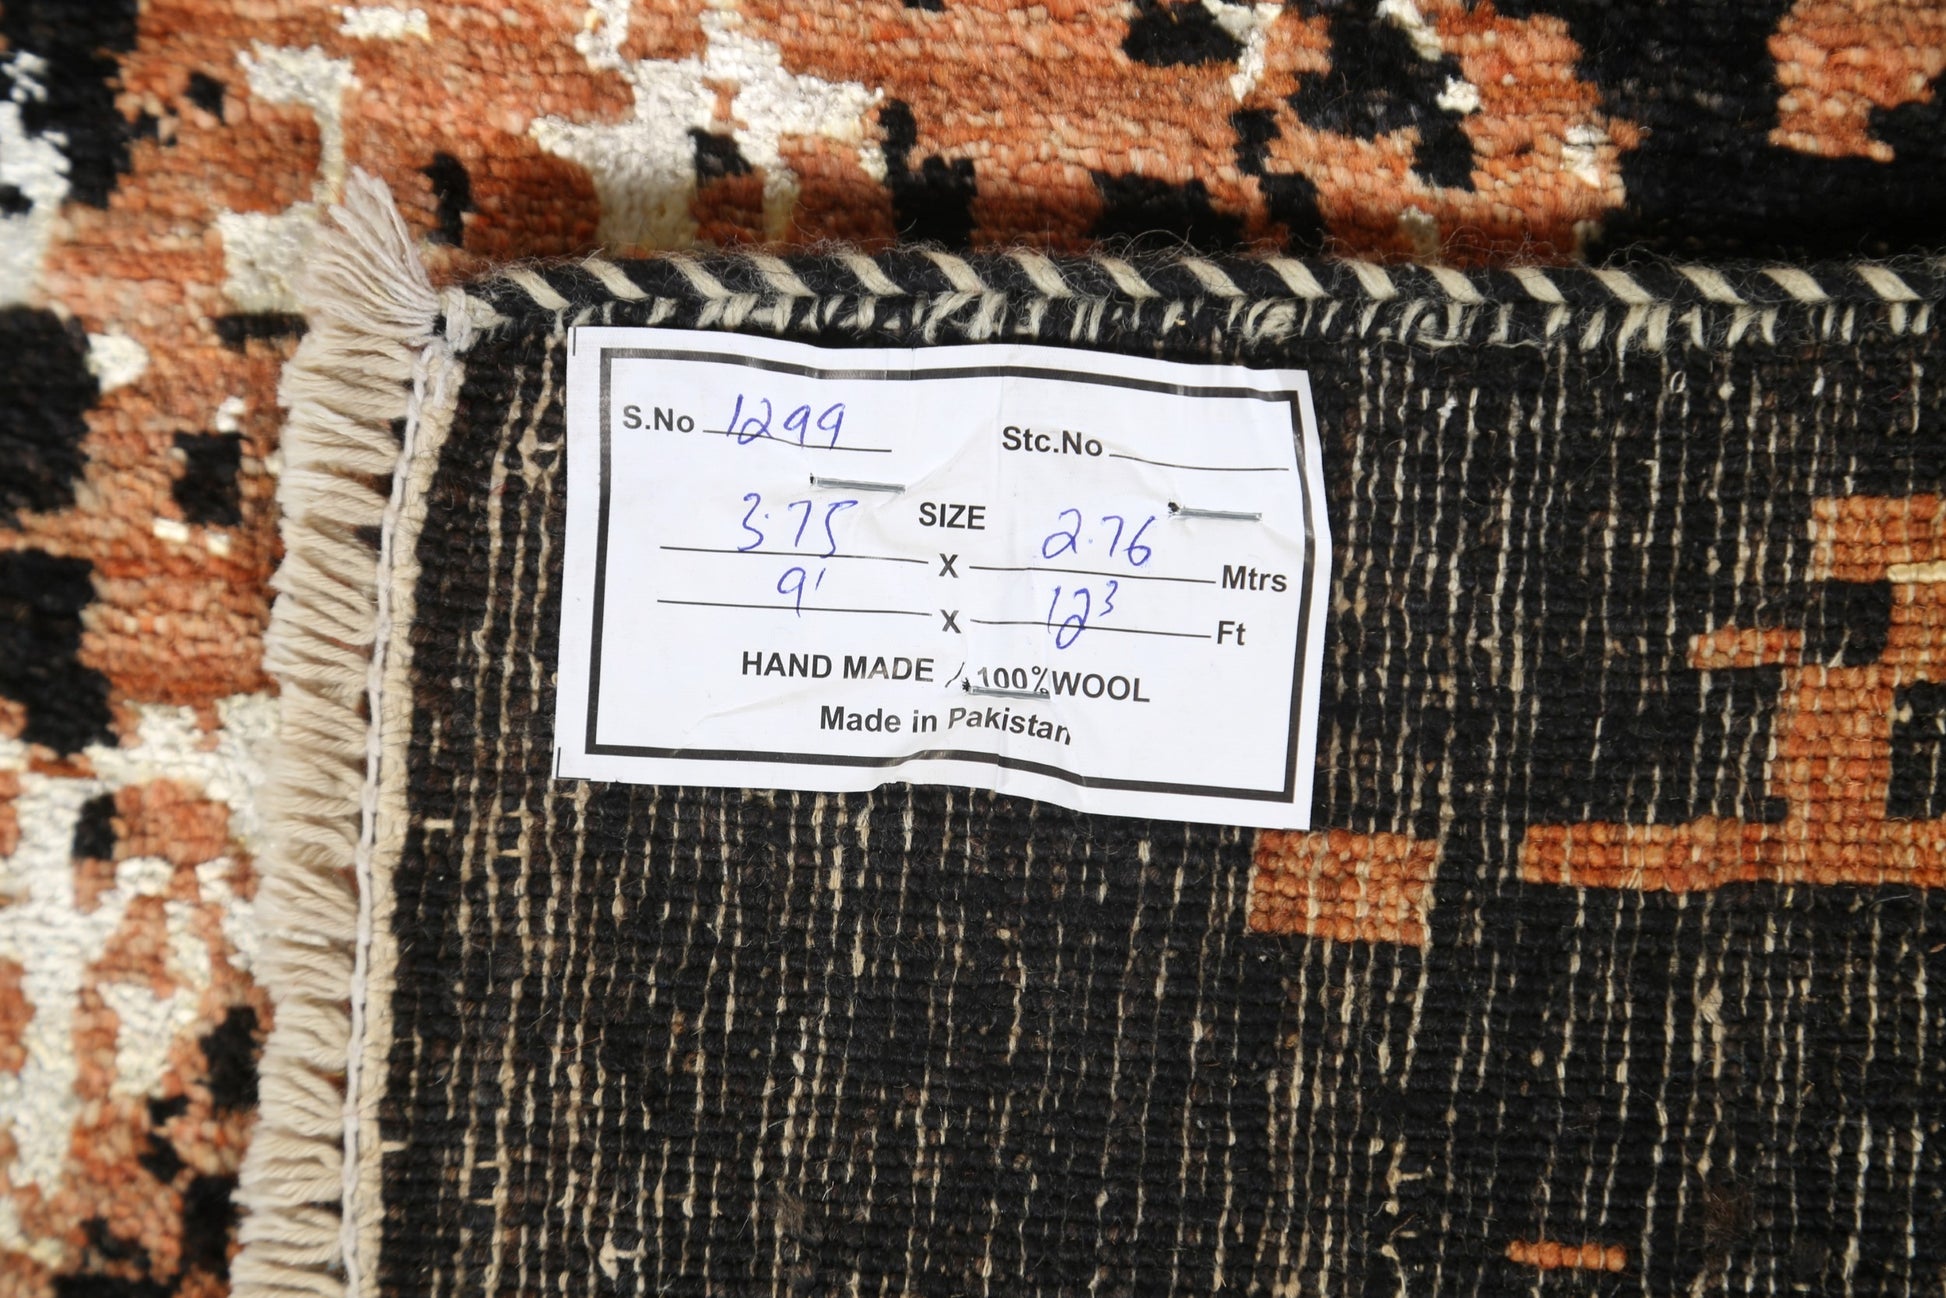 S.No 1299 Stc.No
SIZE
3.75 X 2.76 Mtrs
9' X 12³ Ft
HAND MADE / 100% WOOL
Made in Pakistan